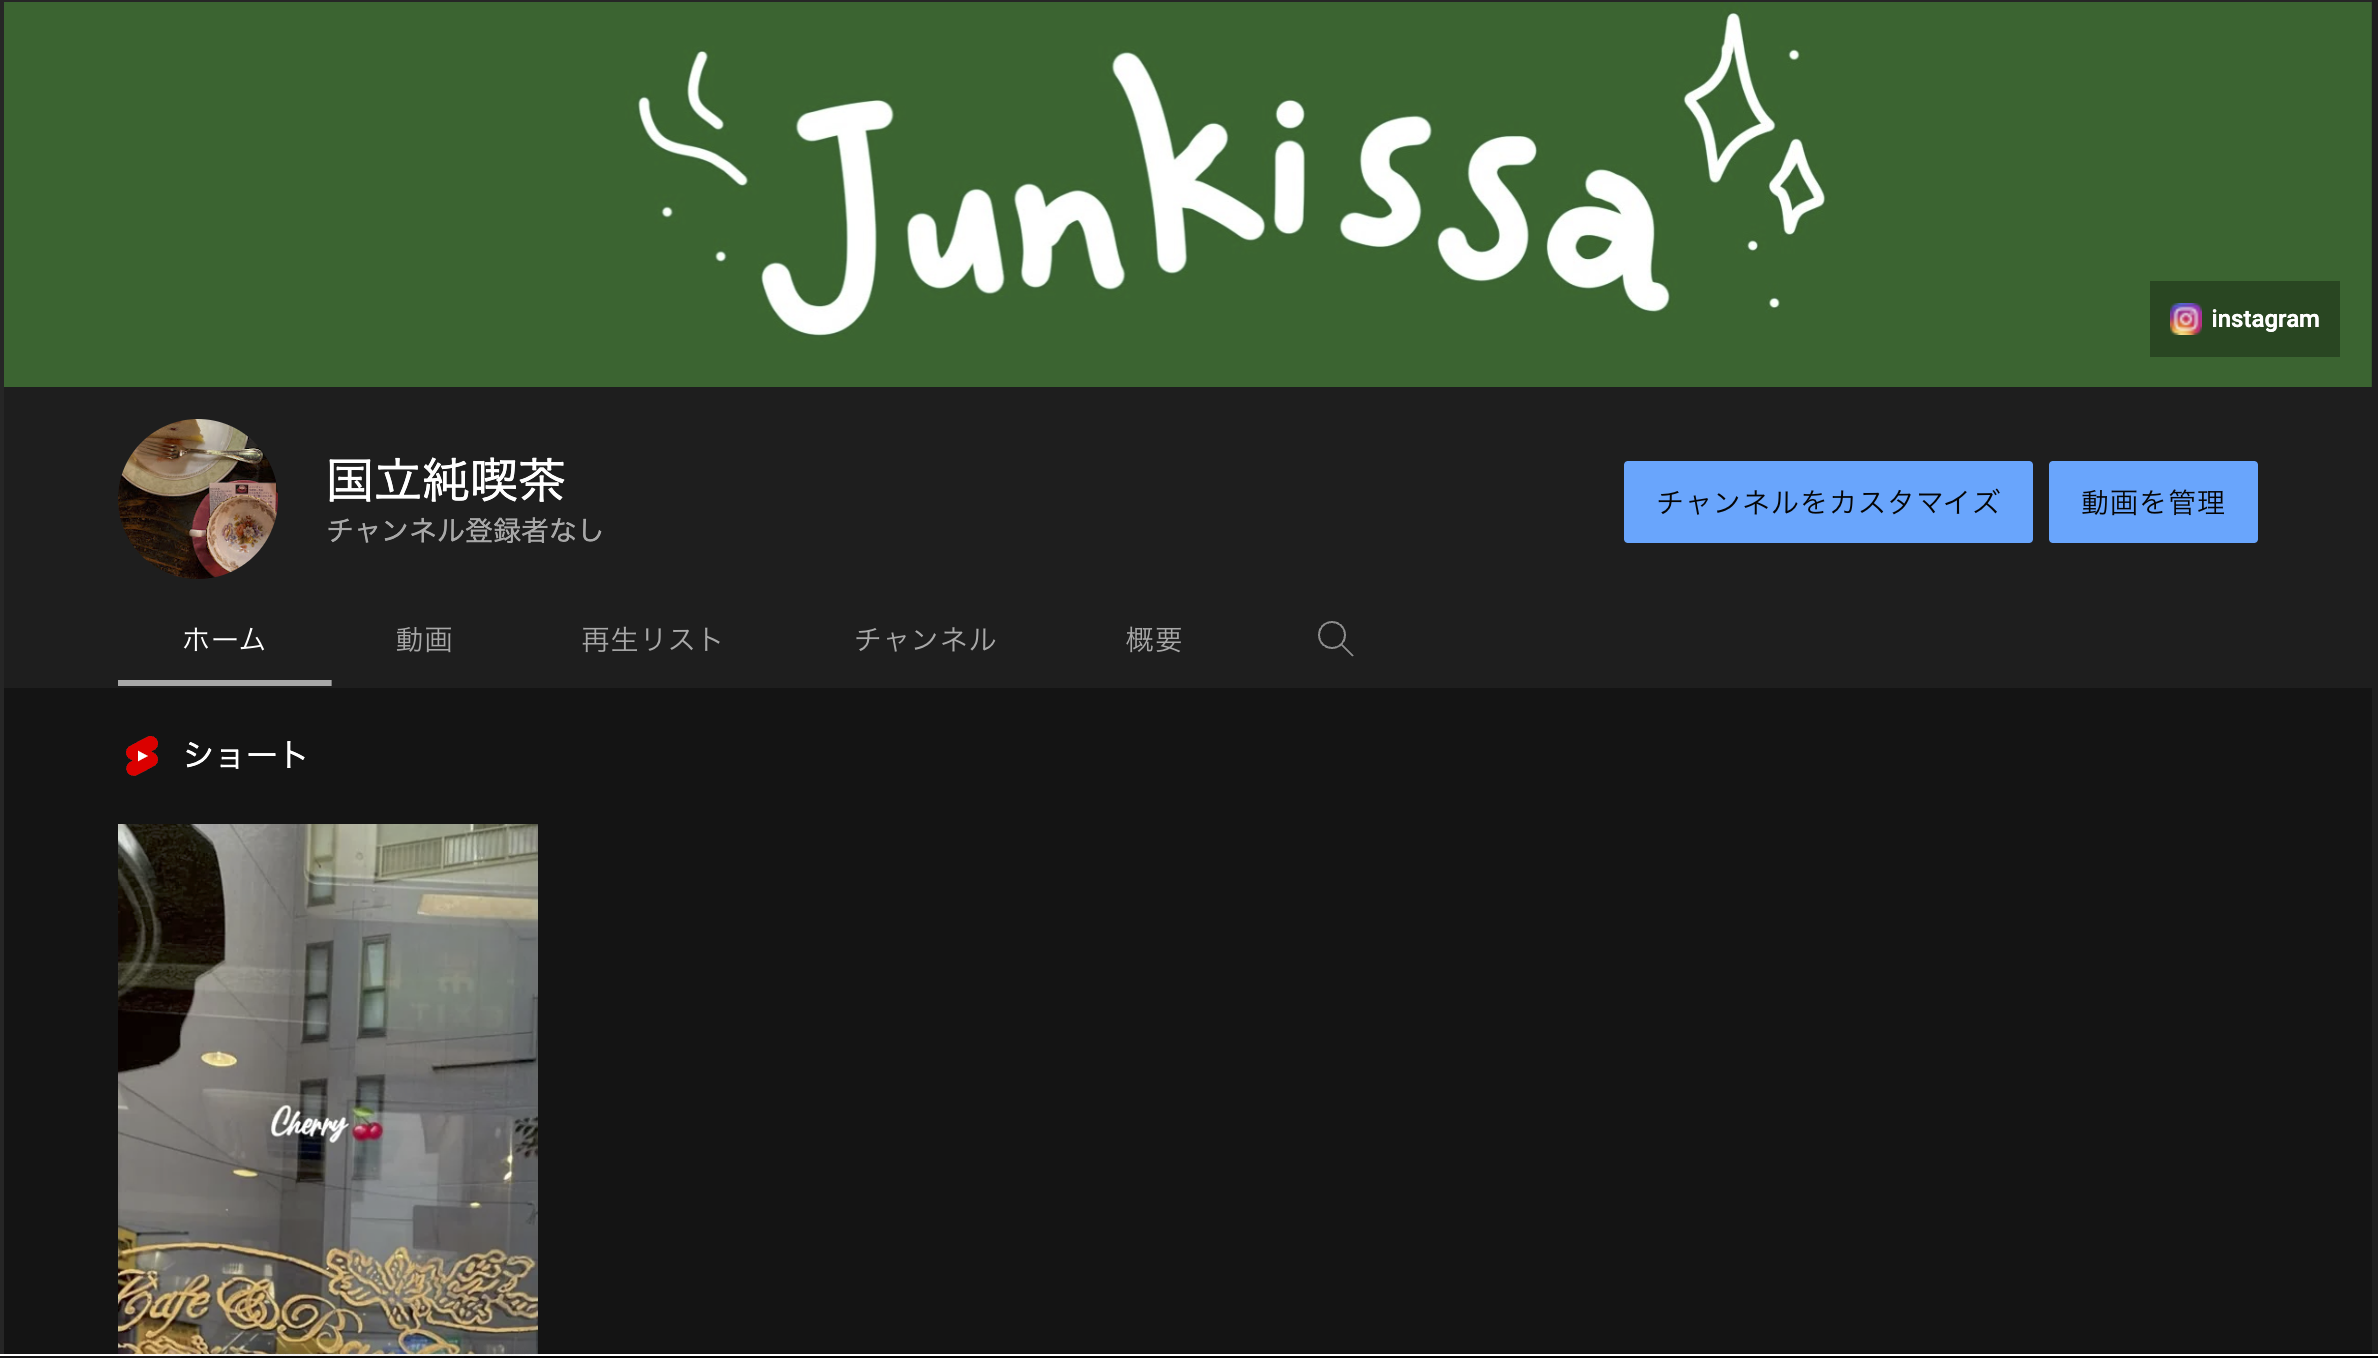 Junkissa
instagram
国立純喫茶
チャンネル登録者なし
チャンネルをカスタマイズ
動画を管理
ホーム 動画 再生リスト チャンネル 概要
ショート
Cherry🍒
Cafe &